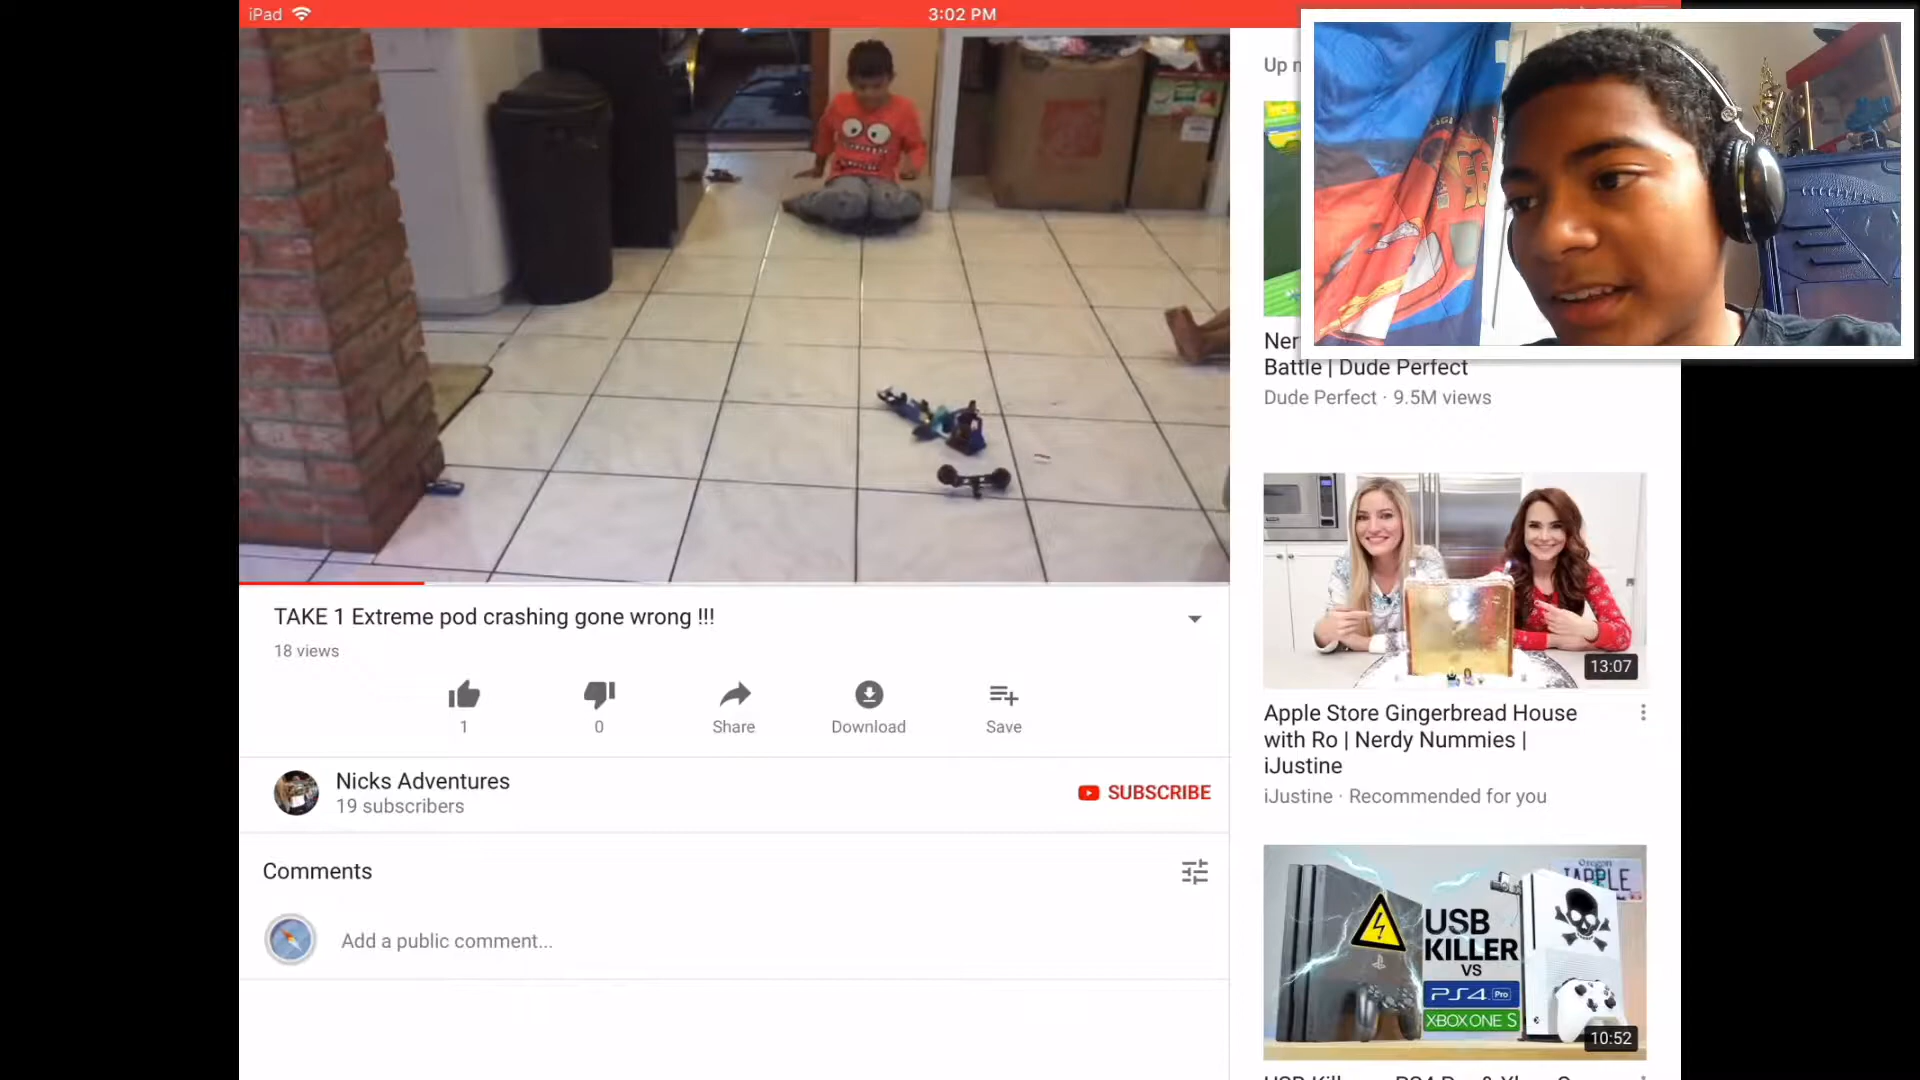 iPad
3:02 PM
Up
TAKE 1 Extreme pod crashing gone wrong !!!
18 views
1
0
Share
Download
Save
Nicks Adventures
19 subscribers
SUBSCRIBE
Comments
Add a public comment...
Battle | Dude Perfect
Dude Perfect · 9.5M views
13:07
Apple Store Gingerbread House
with Ro | Nerdy Nummies |
iJustine
iJustine · Recommended for you
Oregon
USB
KILLER
VS
PS4 Pro
XBOX ONE S
10:52